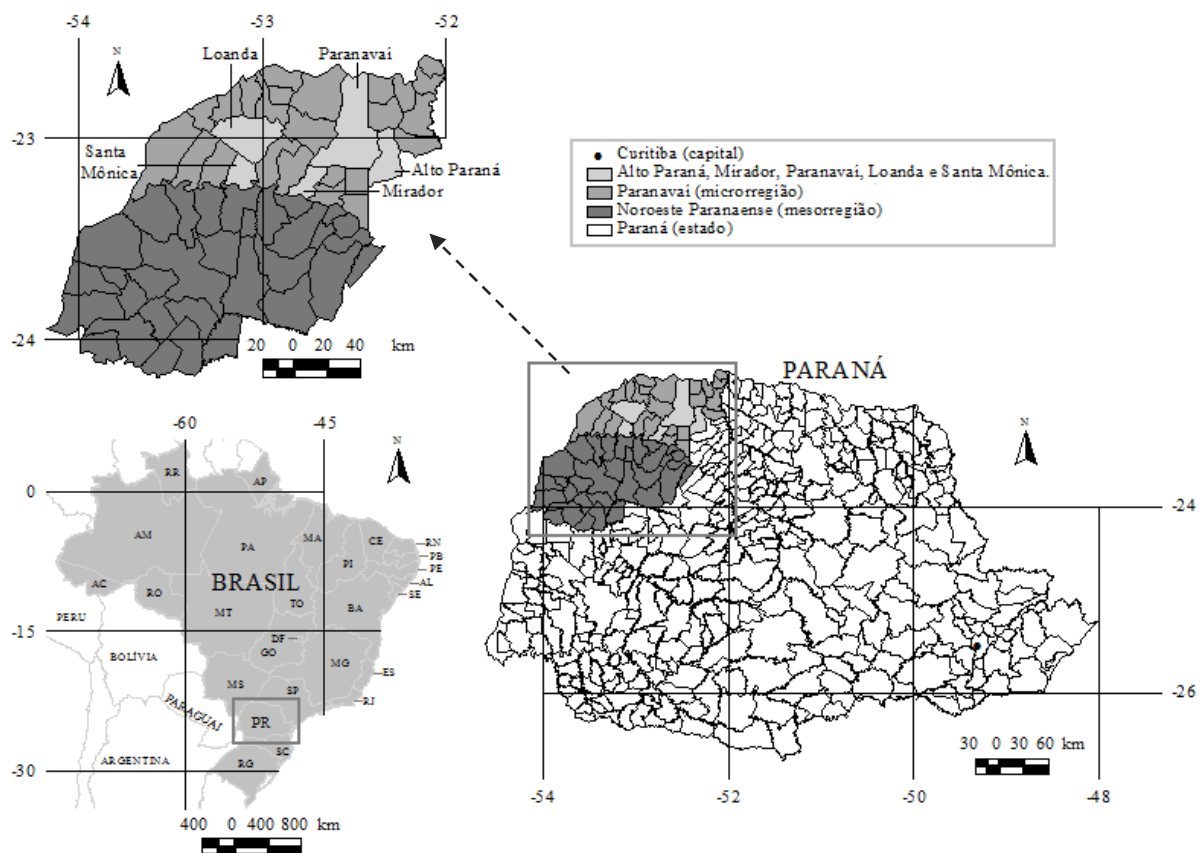 -54 -53 -52
Loanda Paranavaí
N
-23
Santa
Mônica
Alto Paraná
Mirador
-24
20 0 20 40 km
Curitiba (capital)
Alto Paraná, Mirador, Paranavaí, Loanda e Santa Mônica.
Paranavaí (microrregião)
Noroeste Paranaense (mesorregião)
Paraná (estado)
-60 -45
N
0
RR AP
AM PA MA CE RN
PB
PI PE
AC RO BRASIL TO AL
SE
MT BA
PERU
-15
DF
BOLÍVIA GO MG
ES
MS SP
RJ
PARAGUAI
PR
SC
ARGENTINA RG
-30
400 0 400 800 km
PARANÁ
N
-24
-26
30 0 30 60 km
-54 -52 -50 -48